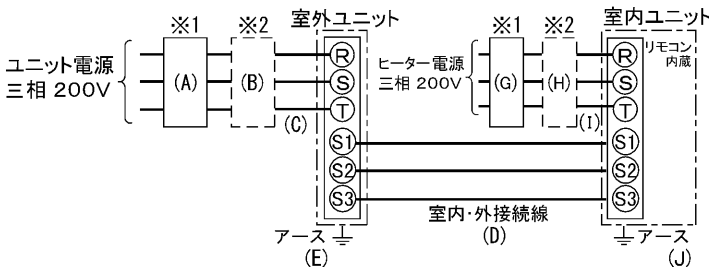 ※1 ※2 室外ユニット
ユニット電源
三相 200V
(A)
(B)
(C)
R
S
T
S1
S2
S3
アース
(E)
※1 ※2 室内ユニット
ヒーター電源
三相 200V
(G)
(H)
(I)
R
S
T
S1
S2
S3
リモコン
内蔵
室内・外接続線
(D)
アース
(J)